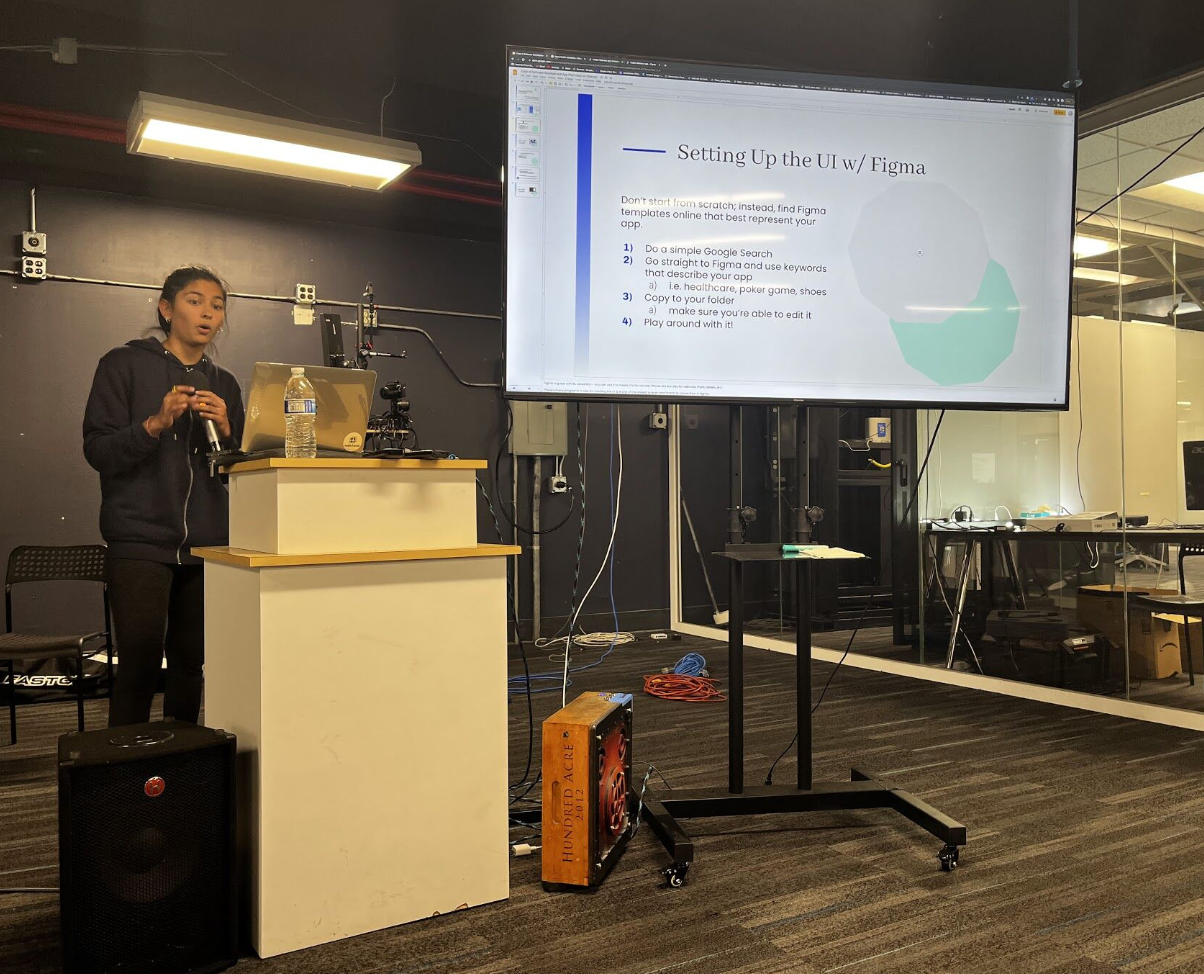 Setting Up the UI w/ Figma
Don't start from scratch; instead, find Figma
templates online that best represent your
app.
1) Do a simple Google Search
2) Go straight to Figma and use keywords
that describe your app
a) i.e. healthcare, poker game, shoes
3) Copy to your folder
a) make sure you're able to edit it
4) Play around with it!
HUNDRED ACRE
2012